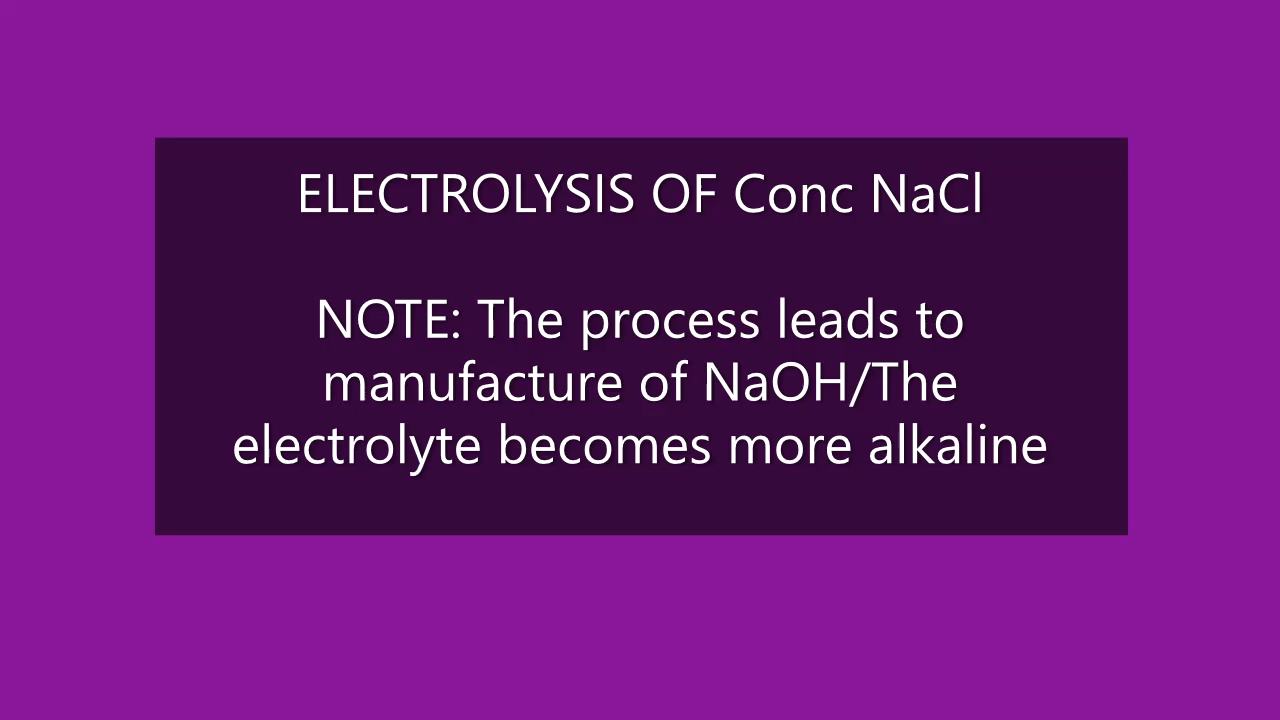 ELECTROLYSIS OF Conc NaCl
NOTE: The process leads to
manufacture of NaOH/The
electrolyte becomes more alkaline